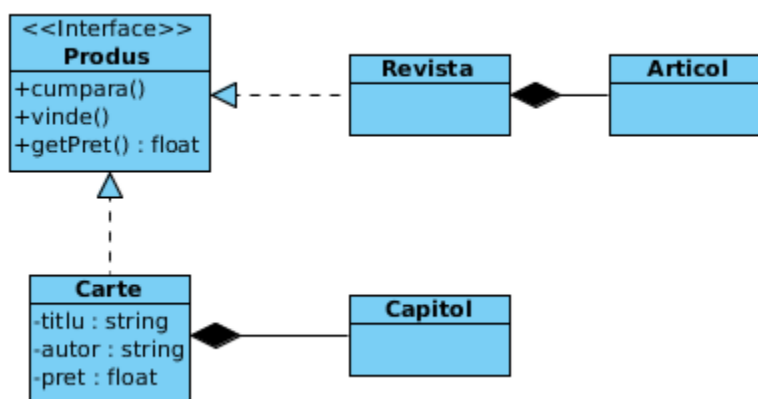 <<Interface>>
Produs
+cumpara()
+vinde()
+getPret() : float
Revista
Articol
Carte
-titlu : string
-autor : string
-pret : float
Capitol